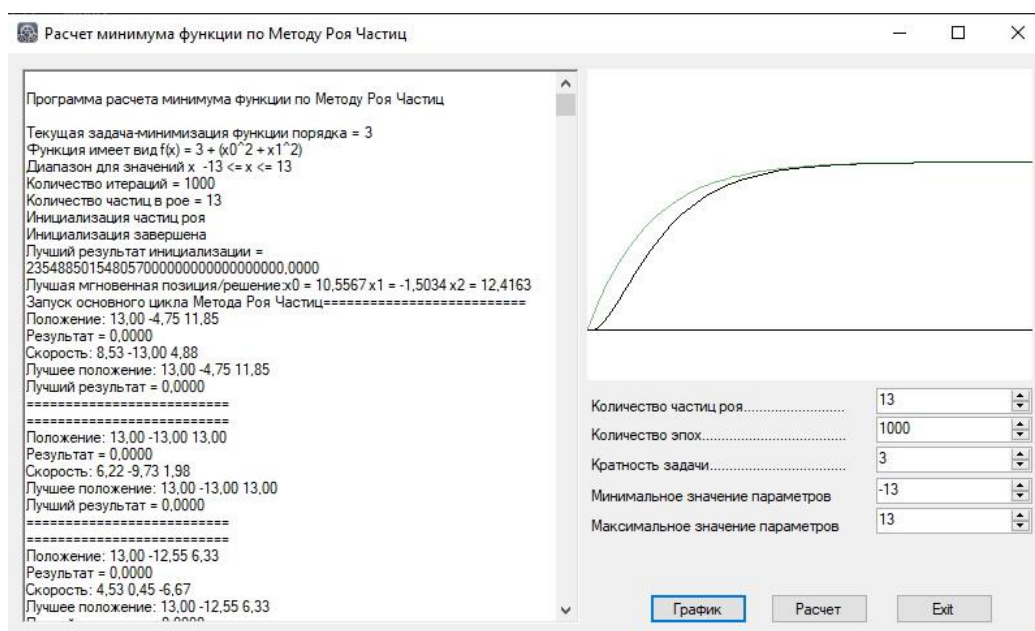 Расчет минимума функции по Методу Роя Частиц
Программа расчета минимума функции по Методу Роя Частиц
Текущая задача-минимизация функции порядка = 3
Функция имеет вид f(x) = 3 + (x0^2 + x1^2)
Диапазон для значений x -13 <= x <= 13
Количество итераций = 1000
Количество частиц в рое = 13
Инициализация частиц роя
Инициализация завершена
Лучший результат инициализации =
23548850154805700000000000000000,0000
Лучшая мгновенная позиция/решение:x0 = 10,5567 x1 = -1,5034 x2 = 12,4163
Запуск основного цикла Метода Роя Частиц==========================
Положение: 13,00 -4,75 11,85
Результат = 0,0000
Скорость: 8,53 -13,00 4,88
Лучшее положение: 13,00 -4,75 11,85
Лучший результат = 0,0000
==========================
==========================
Положение: 13,00 -13,00 13,00
Результат = 0,0000
Скорость: 6,22 -9,73 1,98
Лучшее положение: 13,00 -13,00 13,00
Лучший результат = 0,0000
==========================
==========================
Положение: 13,00 -12,55 6,33
Результат = 0,0000
Скорость: 4,53 0,45 -6,67
Лучшее положение: 13,00 -12,55 6,33
Количество частиц роя......................... 13
Количество эпох.................................... 1000
Кратность задачи.................................. 3
Минимальное значение параметров -13
Максимальное значение параметров 13
График Расчет Exit